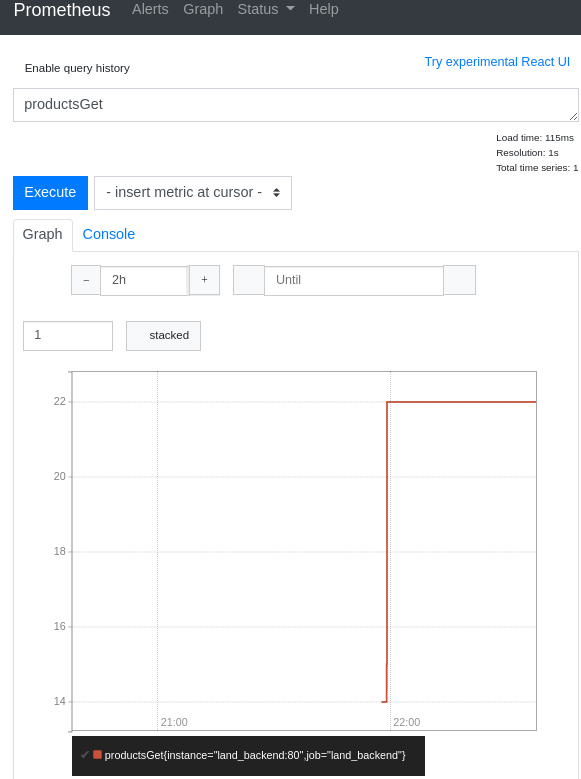 Prometheus Alerts Graph Status Help
Enable query history
Try experimental React UI
productsGet
Load time: 115ms
Resolution: 1s
Total time series: 1
Execute - insert metric at cursor -
Graph Console
− 2h + Until
1 stacked
22
20
18
16
14
21:00 22:00
✔ productsGet{instance="land_backend:80",job="land_backend"}